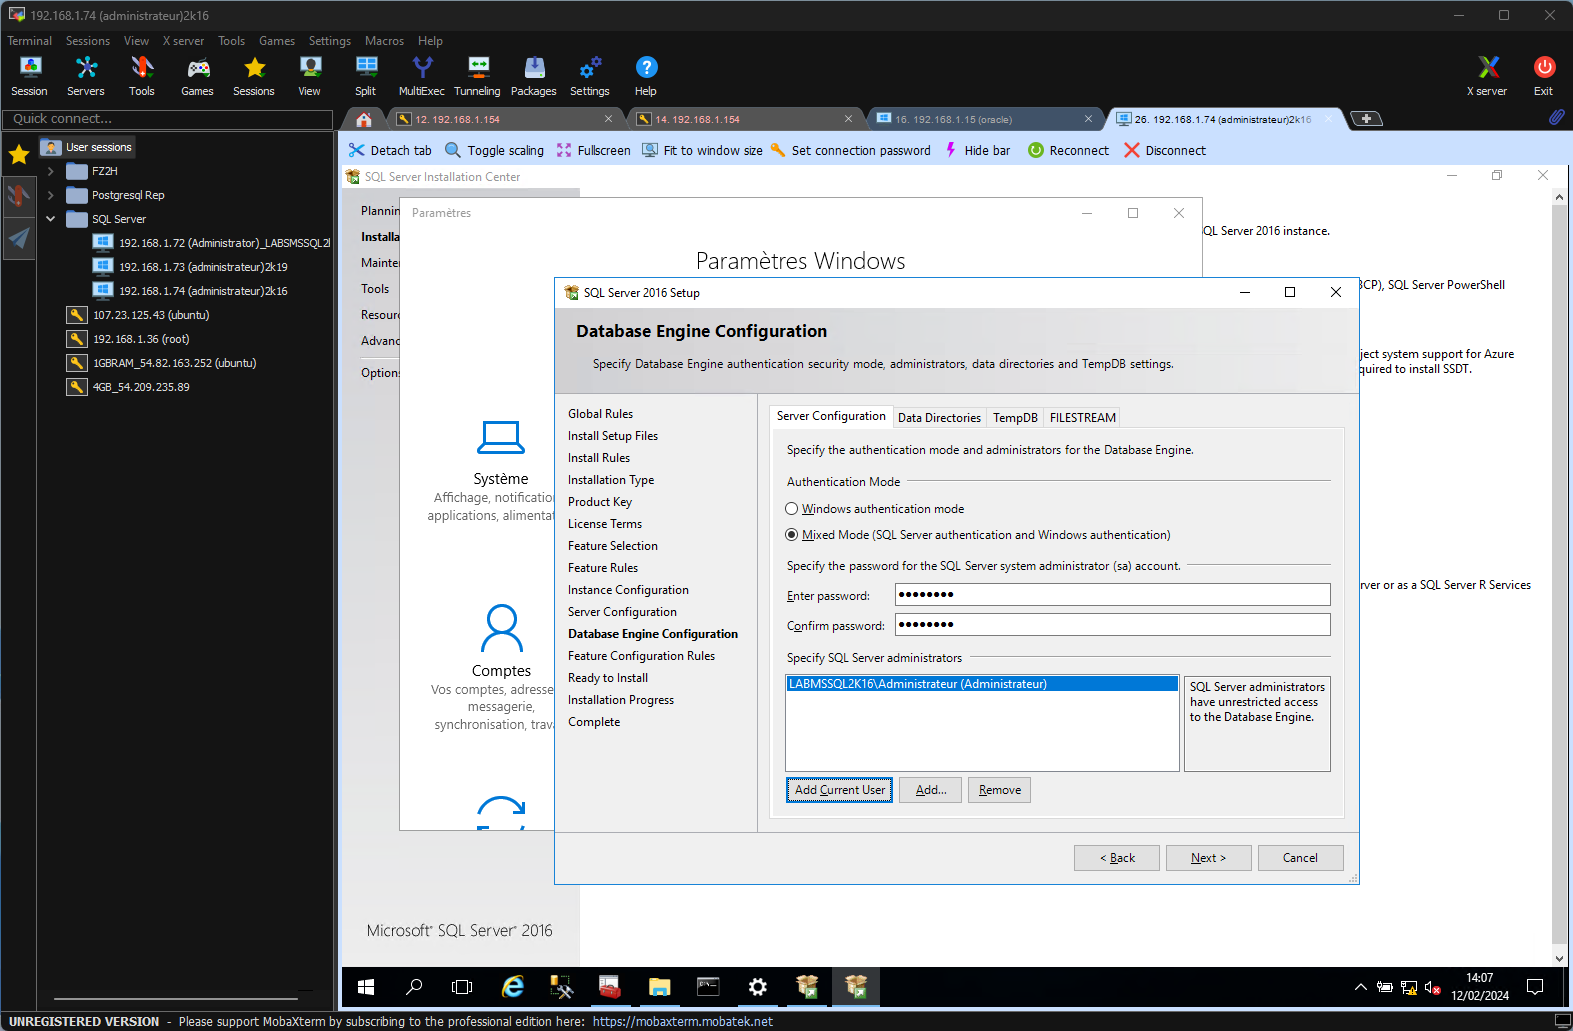 192.168.1.74 (administrateur)2k16
Terminal Sessions View X server Tools Games Settings Macros Help
Session Servers Tools Games Sessions View Split MultiExec Tunneling Packages Settings Help X server Exit
Quick connect...
12. 192.168.1.154
14. 192.168.1.154
16. 192.168.1.15 (oracle)
26. 192.168.1.74 (administrateur)2k16
Detach tab Toggle scaling Fullscreen Fit to window size Set connection password Hide bar Reconnect Disconnect
User sessions
FZ2H
Postgresql Rep
SQL Server
192.168.1.72 (Administrator)_LABSMSSQL2
192.168.1.73 (administrateur)2k19
192.168.1.74 (administrateur)2k16
107.23.125.43 (ubuntu)
192.168.1.36 (root)
1GBRAM_54.82.163.252 (ubuntu)
4GB_54.209.235.89
SQL Server Installation Center
Plannin
Installa
Mainte
Tools
Resour
Advanc
Options
SQL Server 2016 instance.
BCP), SQL Server PowerShell
ject system support for Azure
quired to install SSDT.
rver or as a SQL Server R Services
Microsoft® SQL Server® 2016
Paramètres
Paramètres Windows
Système
Affichage, notification
applications, alimentat
Comptes
Vos comptes, adresse
messagerie,
synchronisation, trava
SQL Server 2016 Setup
Database Engine Configuration
Specify Database Engine authentication security mode, administrators, data directories and TempDB settings.
Global Rules
Install Setup Files
Install Rules
Installation Type
Product Key
License Terms
Feature Selection
Feature Rules
Instance Configuration
Server Configuration
Database Engine Configuration
Feature Configuration Rules
Ready to Install
Installation Progress
Complete
Server Configuration Data Directories TempDB FILESTREAM
Specify the authentication mode and administrators for the Database Engine.
Authentication Mode
Windows authentication mode
Mixed Mode (SQL Server authentication and Windows authentication)
Specify the password for the SQL Server system administrator (sa) account.
Enter password: ●●●●●●●●
Confirm password: ●●●●●●●●
Specify SQL Server administrators
LABMSSQL2K16\Administrateur (Administrateur)
SQL Server administrators
have unrestricted access
to the Database Engine.
Add Current User Add... Remove
< Back Next > Cancel
14:07
12/02/2024
UNREGISTERED VERSION - Please support MobaXterm by subscribing to the professional edition here: https://mobaxterm.mobatek.net